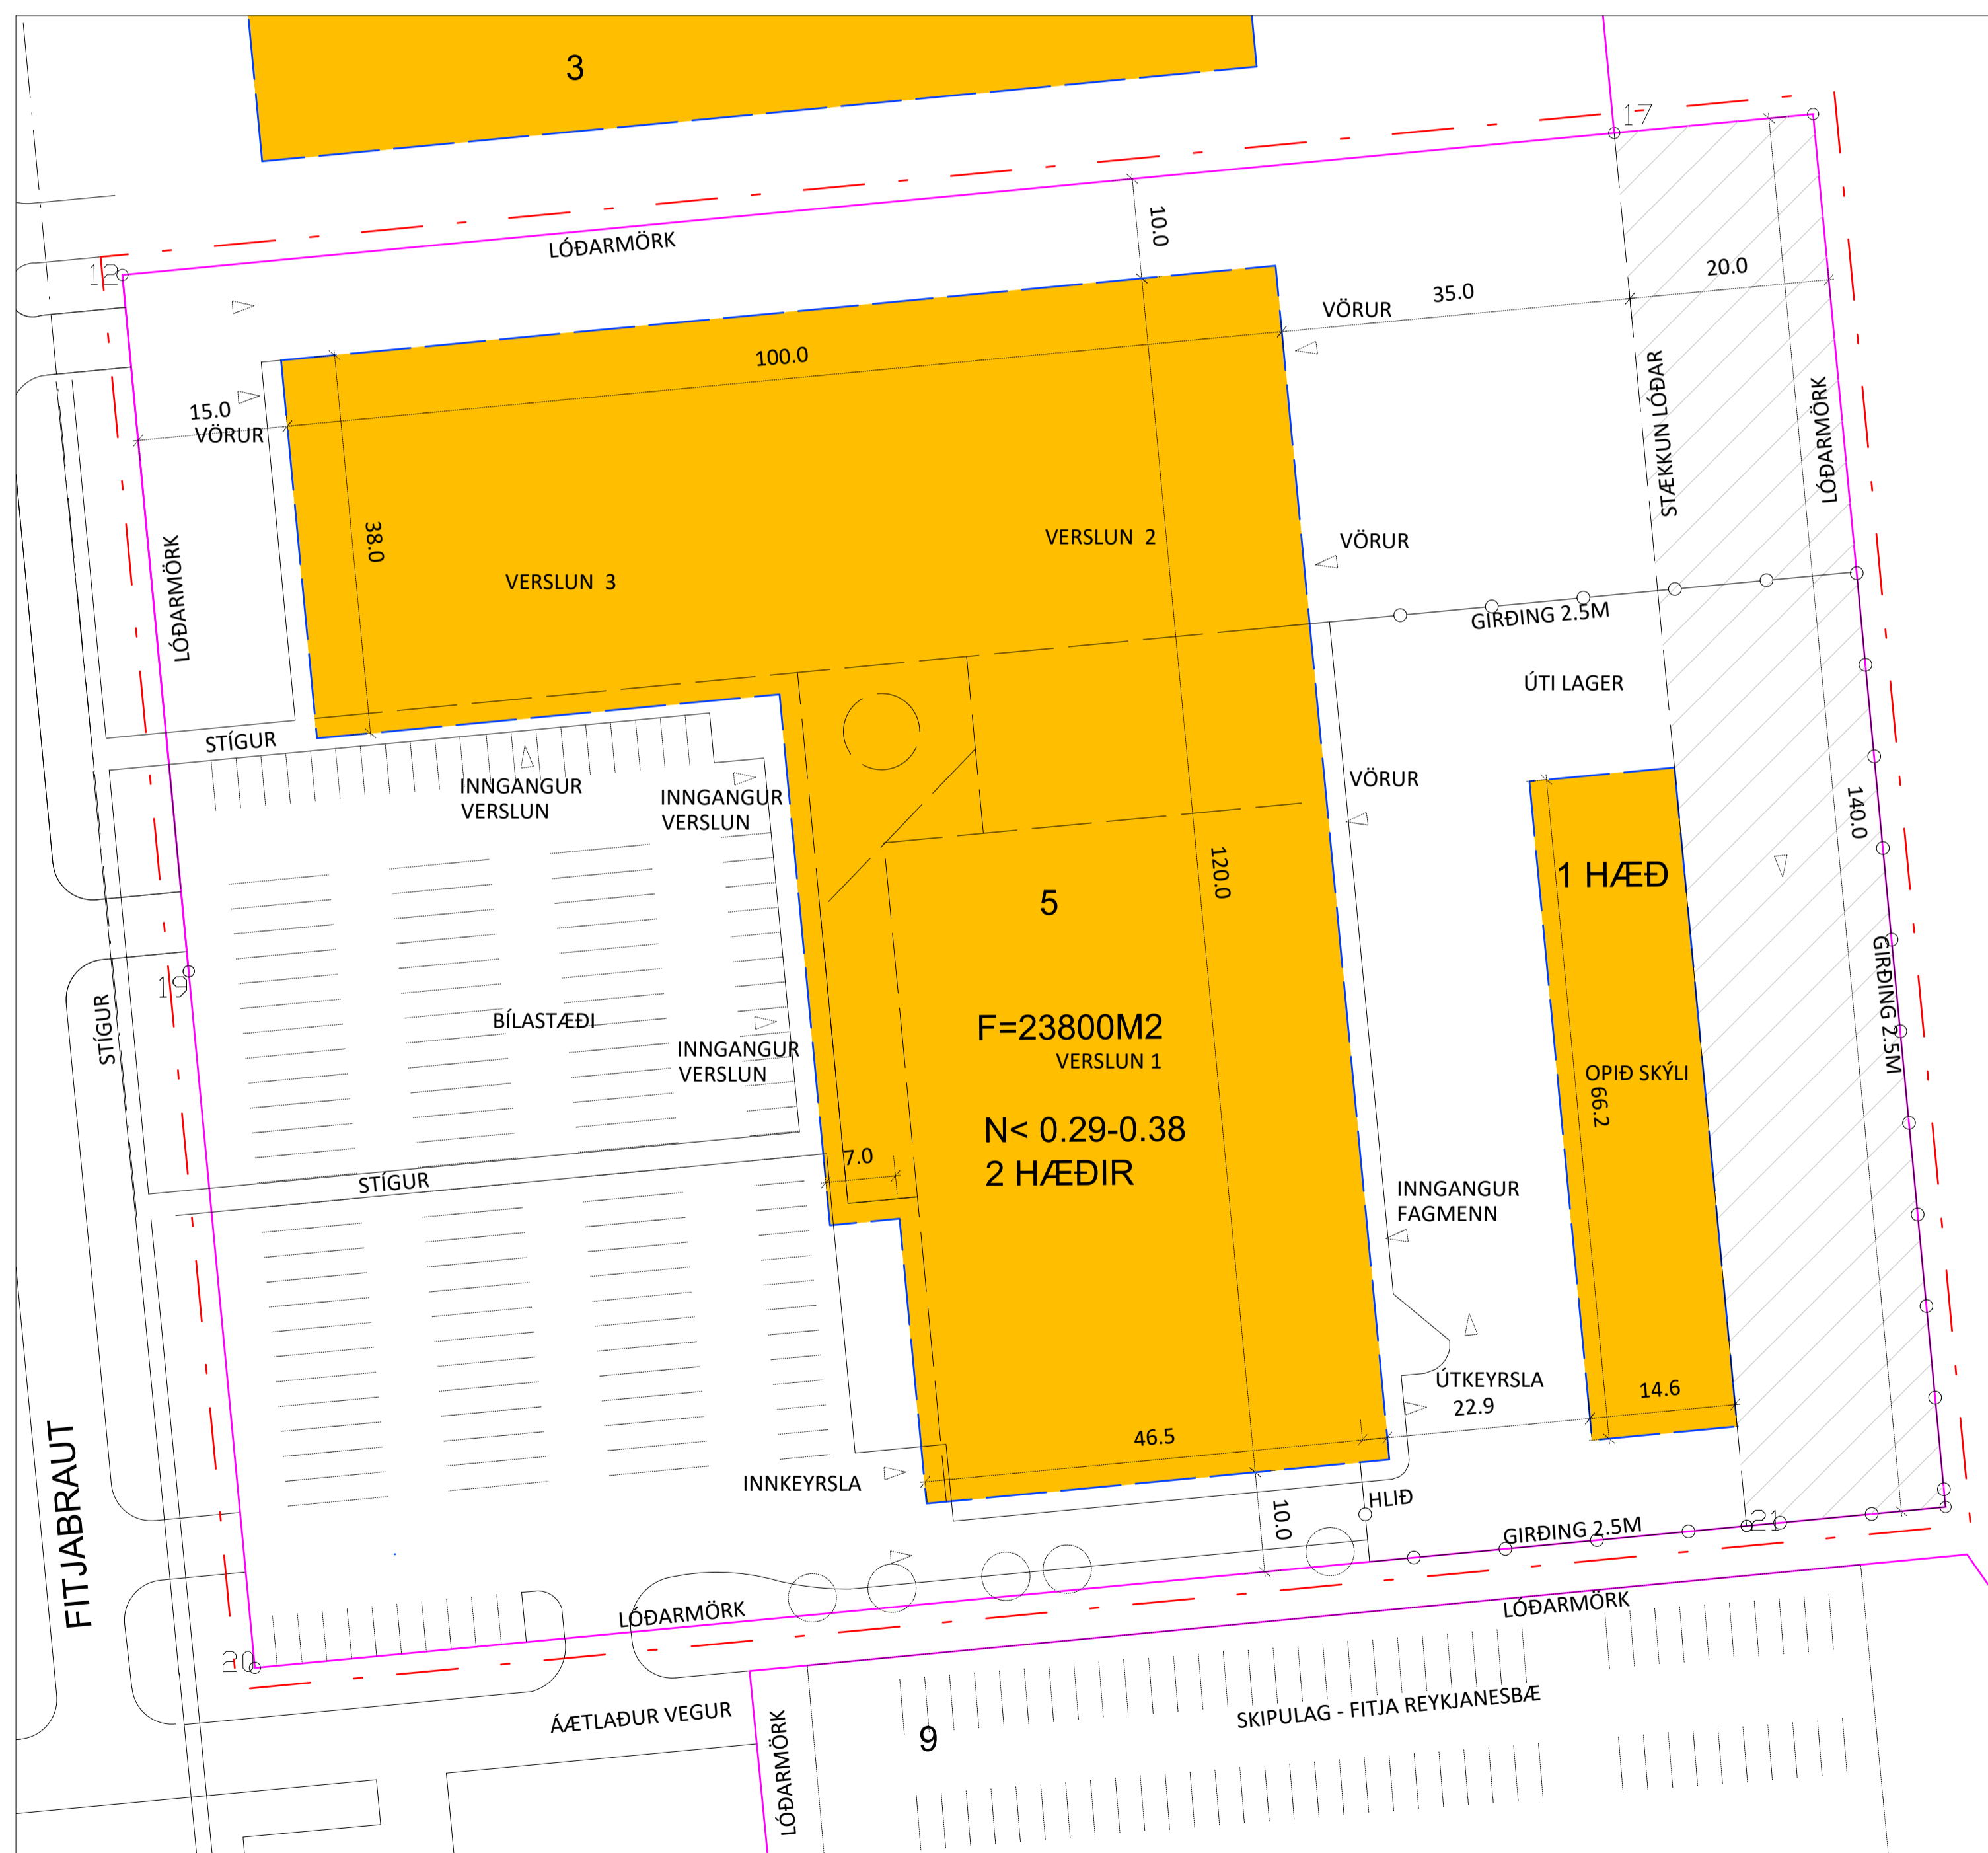 3
17
LÓÐARMÖRK
10.0
12
VÖRUR
35.0
20.0
100.0
15.0
VÖRUR
STÆKKUN LÓÐAR
LÓÐARMÖRK
38.0
VERSLUN 2
VÖRUR
LÓÐARMÖRK
VERSLUN 3
GIRÐING 2.5M
ÚTI LAGER
STÍGUR
INNGANGUR
VERSLUN
INNGANGUR
VERSLUN
VÖRUR
140.0
120.0
1 HÆÐ
5
19
STÍGUR
BÍLASTÆÐI
INNGANGUR
VERSLUN
F=23800M2
VERSLUN 1
GIRÐING 2.5M
OPIÐ SKÝLI
66.2
N< 0.29-0.38
2 HÆÐIR
7.0
STÍGUR
INNGANGUR
FAGMENN
ÚTKEYRSLA
22.9
14.6
46.5
INNKEYRSLA
HLIÐ
10.0
GIRÐING 2.5M
21
FITJABRAUT
LÓÐARMÖRK
LÓÐARMÖRK
20
ÁÆTLAÐUR VEGUR
LÓÐARMÖRK
9
SKIPULAG - FITJA REYKJANESBÆ